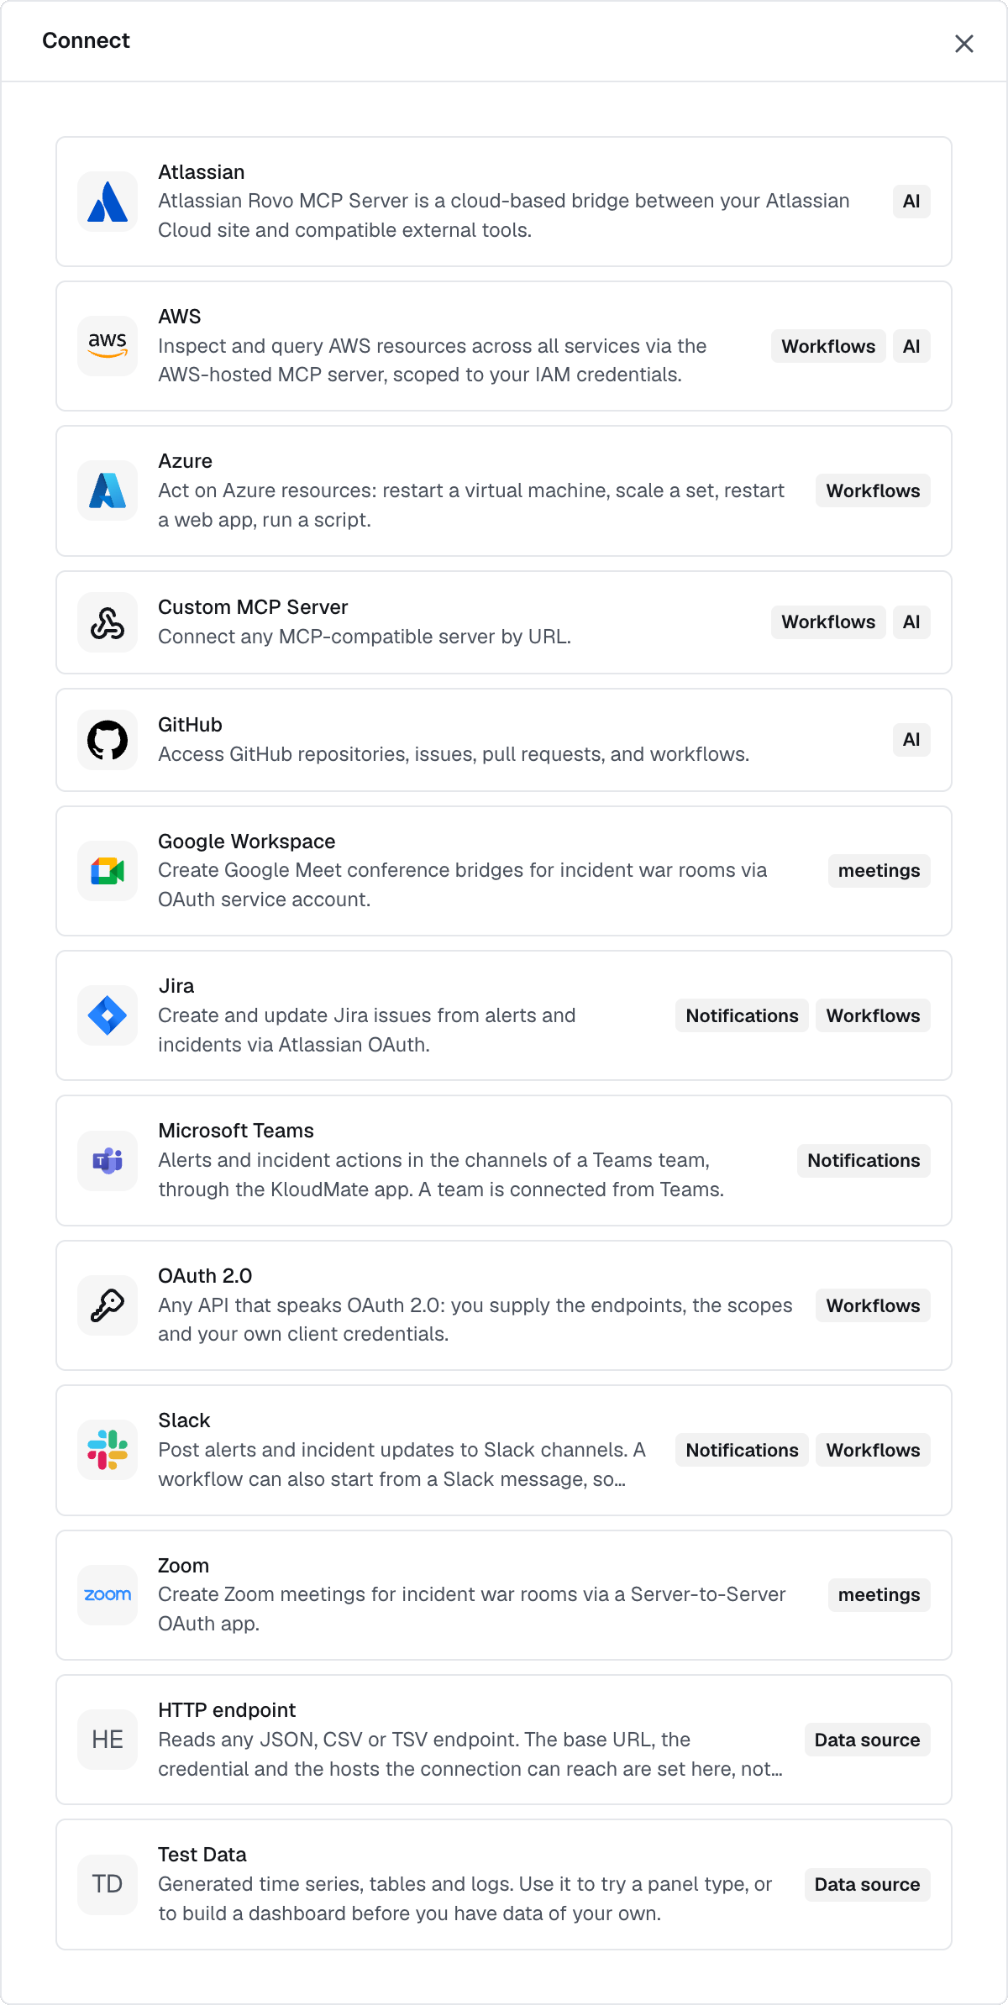 Connect
Atlassian
Atlassian Rovo MCP Server is a cloud-based bridge between your Atlassian
Cloud site and compatible external tools.
AI
aws
AWS
Inspect and query AWS resources across all services via the
AWS-hosted MCP server, scoped to your IAM credentials.
Workflows
AI
Azure
Act on Azure resources: restart a virtual machine, scale a set, restart
a web app, run a script.
Workflows
Custom MCP Server
Connect any MCP-compatible server by URL.
Workflows
AI
GitHub
Access GitHub repositories, issues, pull requests, and workflows.
AI
Google Workspace
Create Google Meet conference bridges for incident war rooms via
OAuth service account.
meetings
Jira
Create and update Jira issues from alerts and
incidents via Atlassian OAuth.
Notifications
Workflows
Microsoft Teams
Alerts and incident actions in the channels of a Teams team,
through the KloudMate app. A team is connected from Teams.
Notifications
OAuth 2.0
Any API that speaks OAuth 2.0: you supply the endpoints, the scopes
and your own client credentials.
Workflows
Slack
Post alerts and incident updates to Slack channels. A
workflow can also start from a Slack message, so...
Notifications
Workflows
zoom
Zoom
Create Zoom meetings for incident war rooms via a Server-to-Server
OAuth app.
meetings
HE
HTTP endpoint
Reads any JSON, CSV or TSV endpoint. The base URL, the
credential and the hosts the connection can reach are set here, not...
Data source
TD
Test Data
Generated time series, tables and logs. Use it to try a panel type, or
to build a dashboard before you have data of your own.
Data source